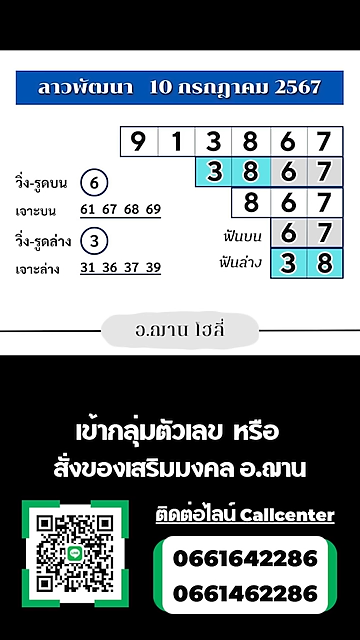 ลาวพัฒนา 10 กรกฎาคม 2567
9 1 3 8 6 7
3 8 6 7
วิ่ง-รูดบน 6
8 6 7
เจาะบน 61 67 68 69
วิ่ง-รูดล่าง 3
ฟันบน 6 7
เจาะล่าง 31 36 37 39
ฟันล่าง 3 8
อ.ฌาน ไฮลี่
เข้ากลุ่มตัวเลข หรือ
สั่งของเสริมมงคล อ.ฌาน
ติดต่อไลน์ Callcenter
0661642286
0661462286